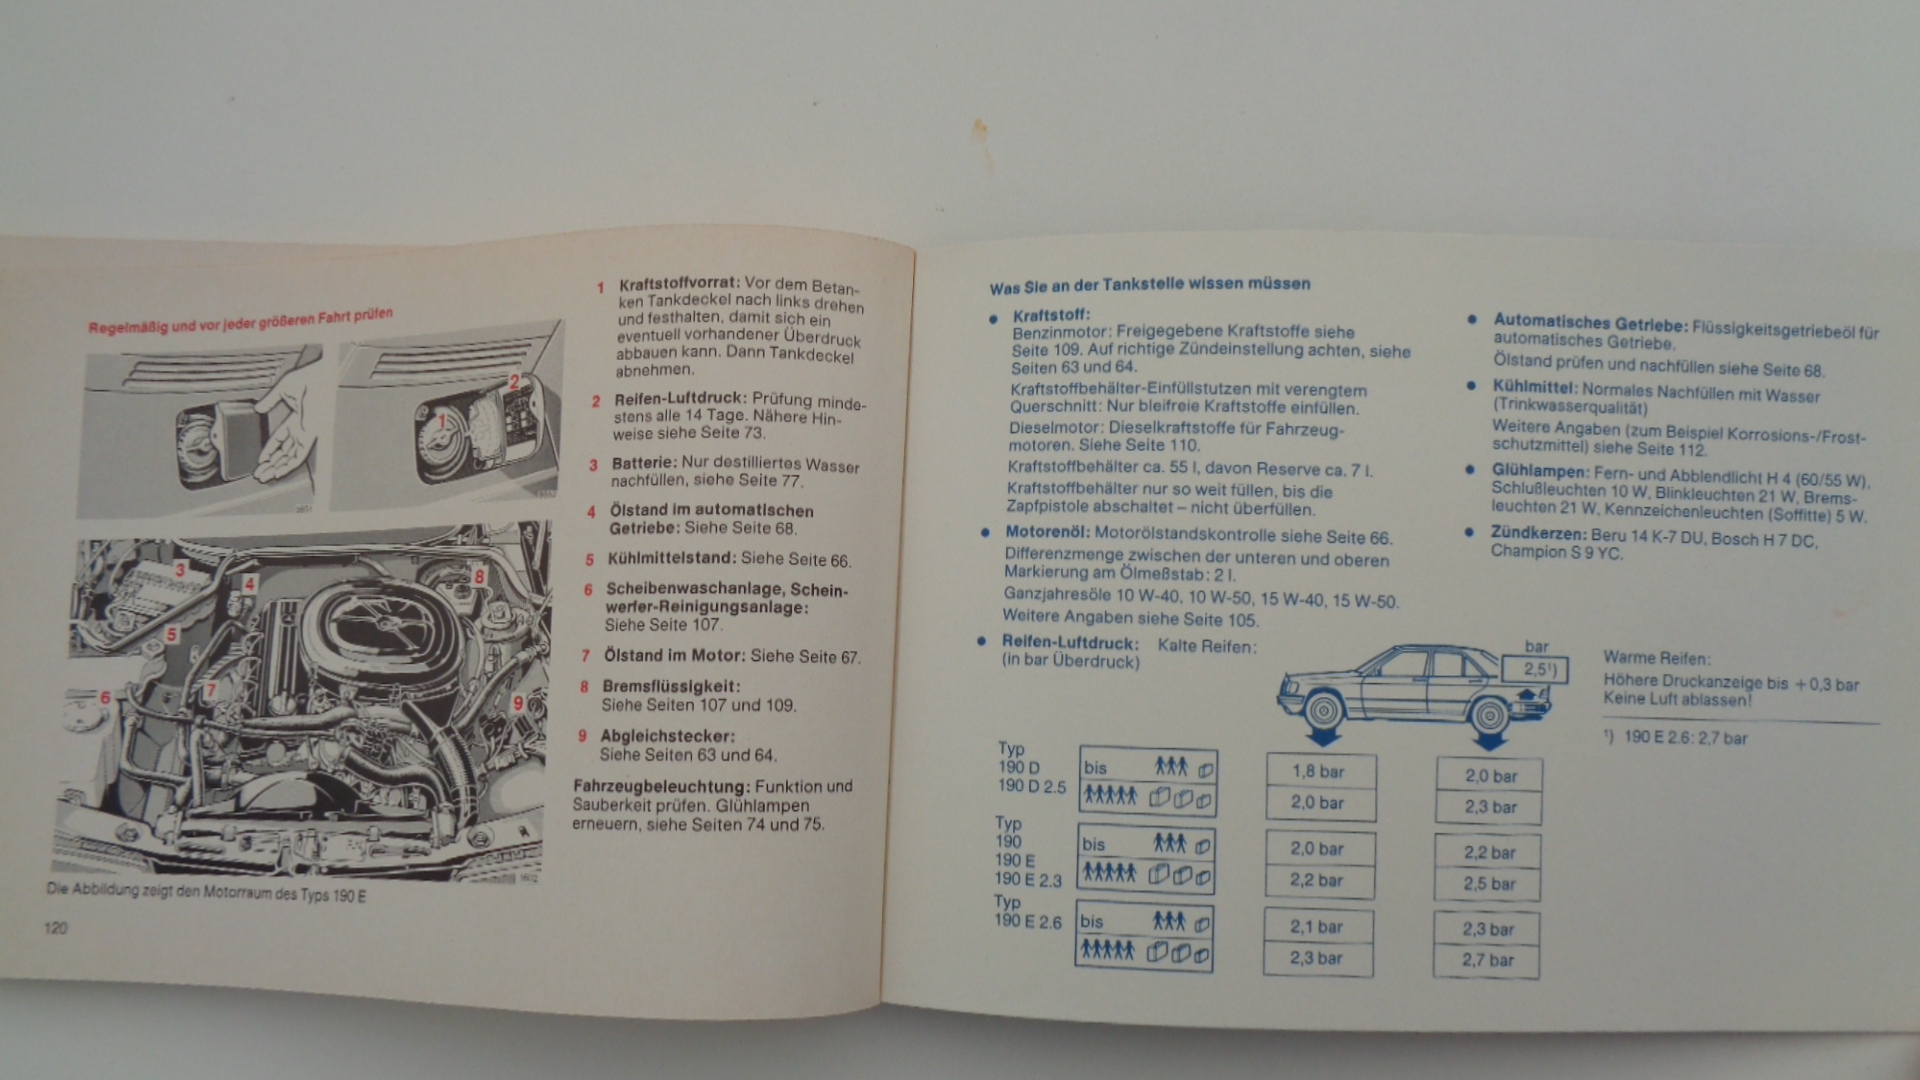 Regelmäßig und vor jeder größeren Fahrt prüfen
1
2
3
4
5
6
7
8
9
1602
Die Abbildung zeigt den Motorraum des Typs 190 E
120
1 Kraftstoffvorrat: Vor dem Betan-
ken Tankdeckel nach links drehen
und festhalten, damit sich ein
eventuell vorhandener Überdruck
abbauen kann. Dann Tankdeckel
abnehmen.
2 Reifen-Luftdruck: Prüfung minde-
stens alle 14 Tage. Nähere Hin-
weise siehe Seite 73.
3 Batterie: Nur destilliertes Wasser
nachfüllen, siehe Seite 77.
4 Ölstand im automatischen
Getriebe: Siehe Seite 68.
5 Kühlmittelstand: Siehe Seite 66.
6 Scheibenwaschanlage, Schein-
werfer-Reinigungsanlage:
Siehe Seite 107.
7 Ölstand im Motor: Siehe Seite 67.
8 Bremsflüssigkeit:
Siehe Seiten 107 und 109.
9 Abgleichstecker:
Siehe Seiten 63 und 64.
Fahrzeugbeleuchtung: Funktion und
Sauberkeit prüfen. Glühlampen
erneuern, siehe Seiten 74 und 75.
Was Sie an der Tankstelle wissen müssen
● Kraftstoff:
Benzinmotor: Freigegebene Kraftstoffe siehe
Seite 109. Auf richtige Zündeinstellung achten, siehe
Seiten 63 und 64.
Kraftstoffbehälter-Einfüllstutzen mit verengtem
Querschnitt: Nur bleifreie Kraftstoffe einfüllen.
Dieselmotor: Dieselkraftstoffe für Fahrzeug-
motoren. Siehe Seite 110.
Kraftstoffbehälter ca. 55 l, davon Reserve ca. 7 l.
Kraftstoffbehälter nur so weit füllen, bis die
Zapfpistole abschaltet – nicht überfüllen.
● Motorenöl: Motorölstandskontrolle siehe Seite 66.
Differenzmenge zwischen der unteren und oberen
Markierung am Ölmeßstab: 2 l.
Ganzjahresöle 10 W-40, 10 W-50, 15 W-40, 15 W-50.
Weitere Angaben siehe Seite 105.
● Reifen-Luftdruck: Kalte Reifen:
(in bar Überdruck)
bar
2,5¹)
Typ
190 D
190 D 2.5
bis
1,8 bar
2,0 bar
2,0 bar
2,3 bar
Typ
190
190 E
190 E 2.3
bis
2,0 bar
2,2 bar
2,2 bar
2,5 bar
Typ
190 E 2.6
bis
2,1 bar
2,3 bar
2,3 bar
2,7 bar
● Automatisches Getriebe: Flüssigkeitsgetriebeöl für
automatisches Getriebe.
Ölstand prüfen und nachfüllen siehe Seite 68.
● Kühlmittel: Normales Nachfüllen mit Wasser
(Trinkwasserqualität)
Weitere Angaben (zum Beispiel Korrosions-/Frost-
schutzmittel) siehe Seite 112.
● Glühlampen: Fern- und Abblendlicht H 4 (60/55 W),
Schlußleuchten 10 W, Blinkleuchten 21 W, Brems-
leuchten 21 W, Kennzeichenleuchten (Soffitte) 5 W.
● Zündkerzen: Beru 14 K-7 DU, Bosch H 7 DC,
Champion S 9 YC.
Warme Reifen:
Höhere Druckanzeige bis +0,3 bar
Keine Luft ablassen!
¹) 190 E 2.6: 2,7 bar